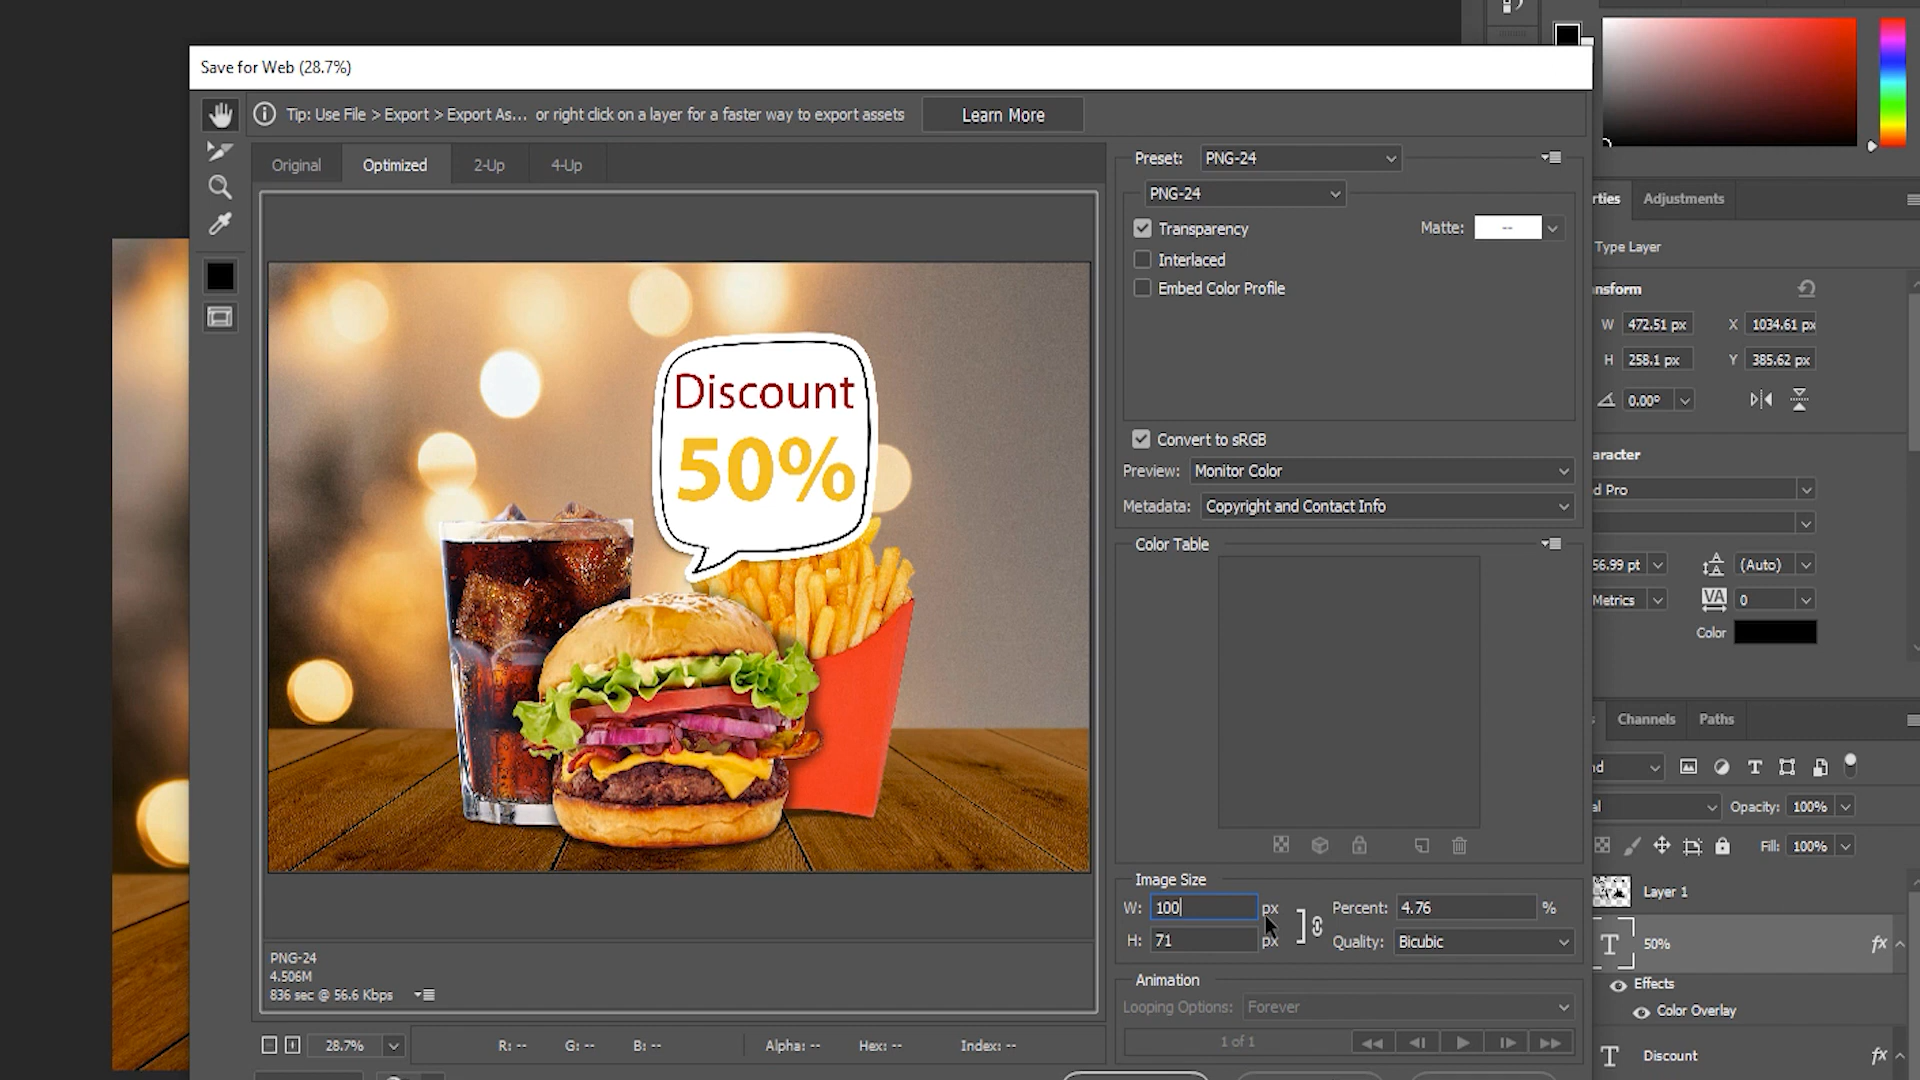 Save for Web (28.7%)
Tip: Use File > Export > Export As... or right click on a layer for a faster way to export assets
Learn More
Original
Optimized
2-Up
4-Up
Discount
50%
PNG-24
4.506M
836 sec @ 56.6 Kbps
28.7%
R: --
G: --
B: --
Alpha: --
Hex: --
Index: --
Preset: PNG-24
PNG-24
Transparency
Matte: --
Interlaced
Embed Color Profile
Convert to sRGB
Preview: Monitor Color
Metadata: Copyright and Contact Info
Color Table
Image Size
W: 100 px
Percent: 4.76 %
H: 71 px
Quality: Bicubic
Animation
Looping Options: Forever
1 of 1
rties
Adjustments
Type Layer
nsform
W 472.51 px
X 1034.61 px
H 258.1 px
Y 385.62 px
0.00°
aracter
d Pro
56.99 pt
(Auto)
Metrics
VA 0
Color
s
Channels
Paths
nd
T
al
Opacity: 100%
Fill: 100%
Layer 1
T 50% fx
Effects
Color Overlay
T Discount fx